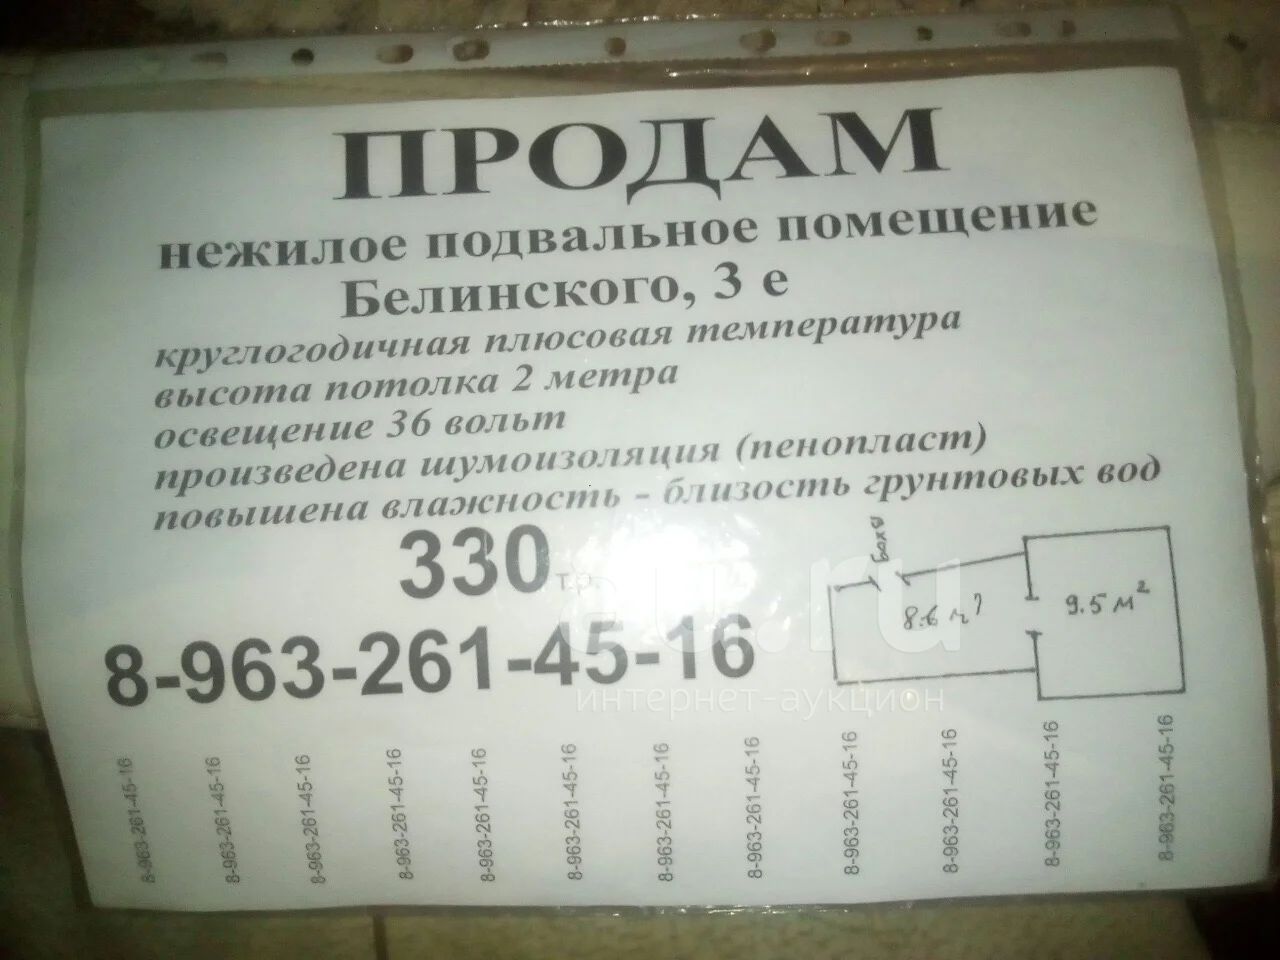 ПРОДАМ
нежилое подвальное помещение
Белинского, 3 е
круглогодичная плюсовая температура
высота потолка 2 метра
освещение 36 вольт
произведена шумоизоляция (пенопласт)
повышена влажность - близость грунтовых вод
330 т.р.
8-963-261-45-16
9.5 м²
au.ru
интернет-аукцион
8-963-261-45-16
8-963-261-45-16
8-963-261-45-16
8-963-261-45-16
8-963-261-45-16
8-963-261-45-16
8-963-261-45-16
8-963-261-45-16
8-963-261-45-16
8-963-261-45-16
8-963-261-45-16
8-963-261-45-16